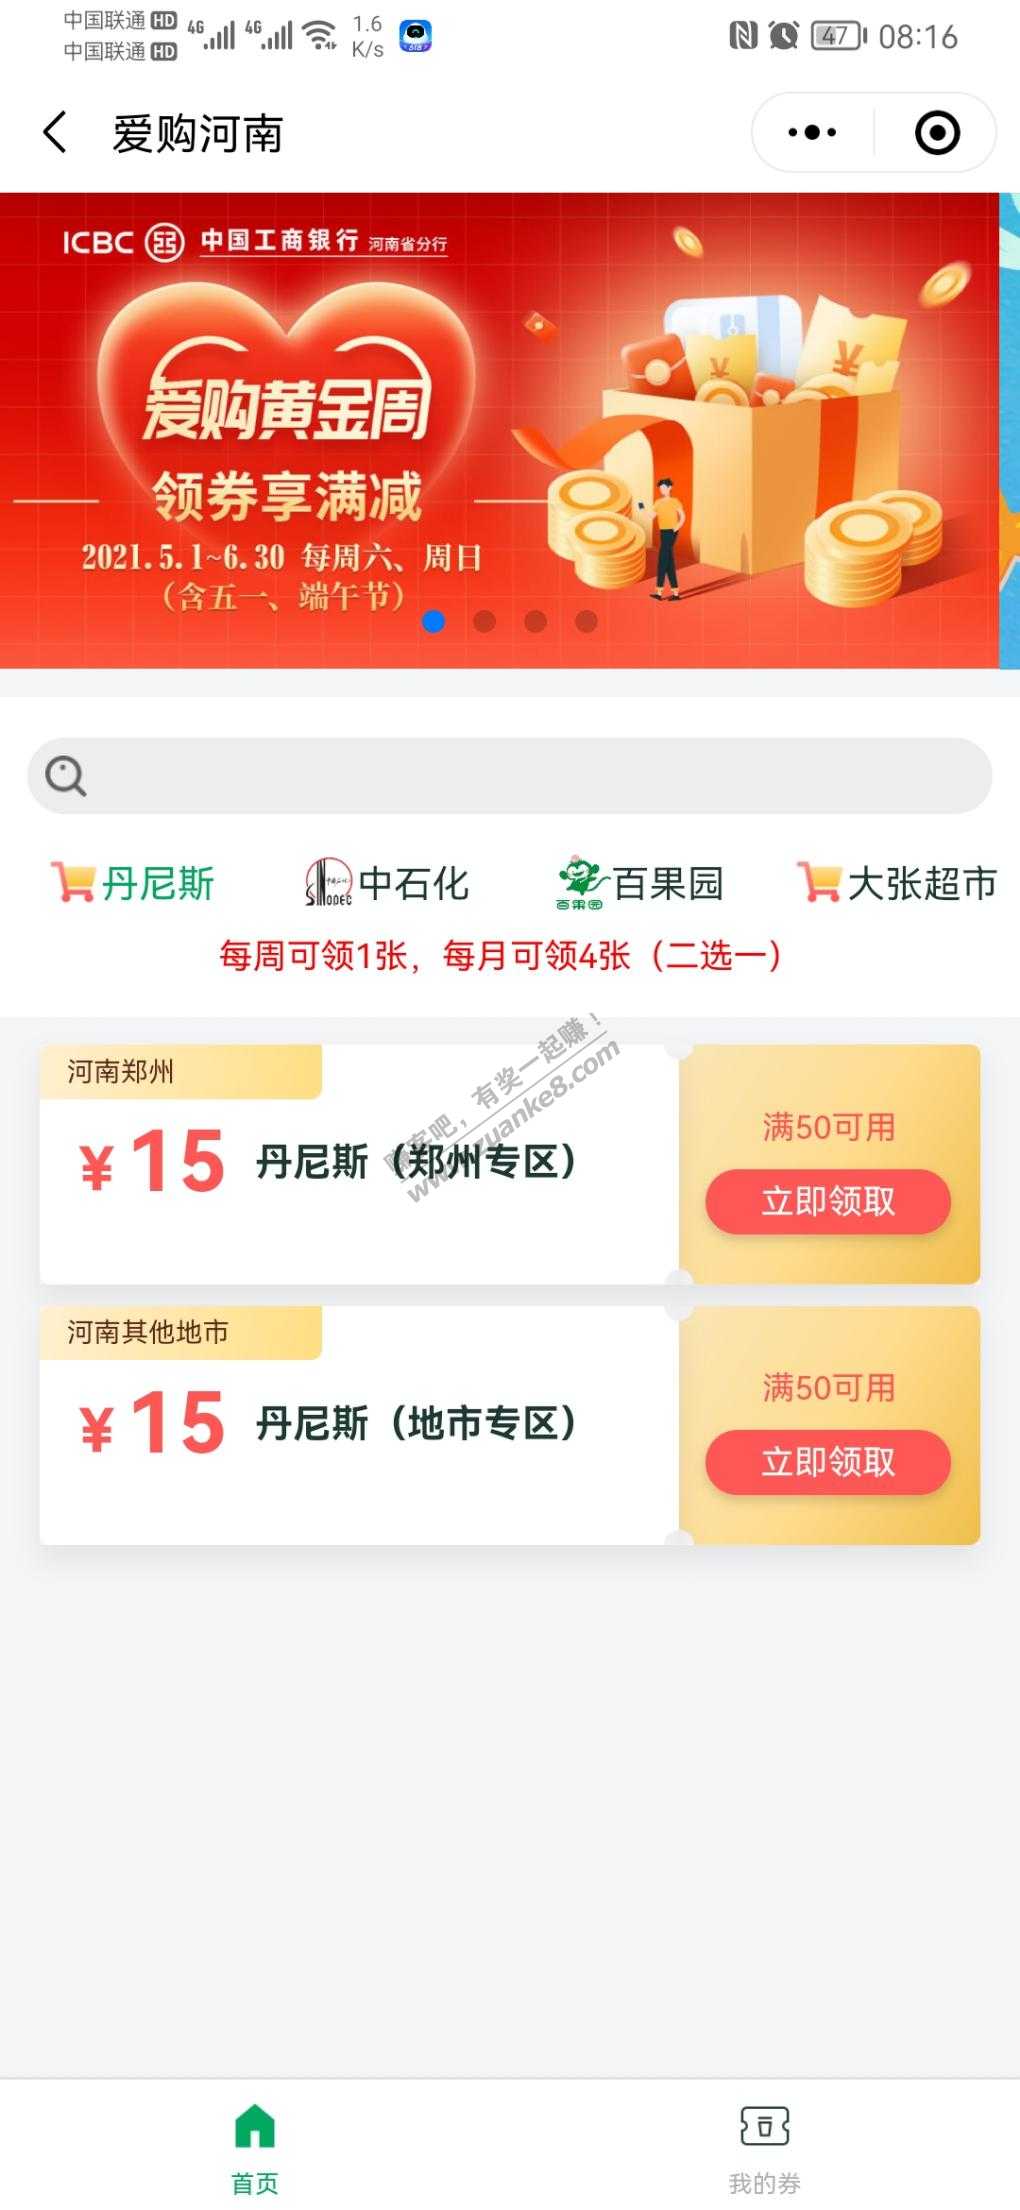 中国联通 HD
中国联通 HD
4G
4G
1.6
K/s
618
47
08:16
爱购河南
ICBC 中国工商银行 河南省分行
爱购黄金周
领券享满减
2021.5.1~6.30 每周六、周日
（含五一、端午节）
丹尼斯
中石化
百果园
大张超市
每周可领1张，每月可领4张（二选一）
河南郑州
¥15 丹尼斯（郑州专区）
满50可用
立即领取
赚客吧，有奖一起赚！
www.zuanke8.com
河南其他地市
¥15 丹尼斯（地市专区）
满50可用
立即领取
首页
我的券